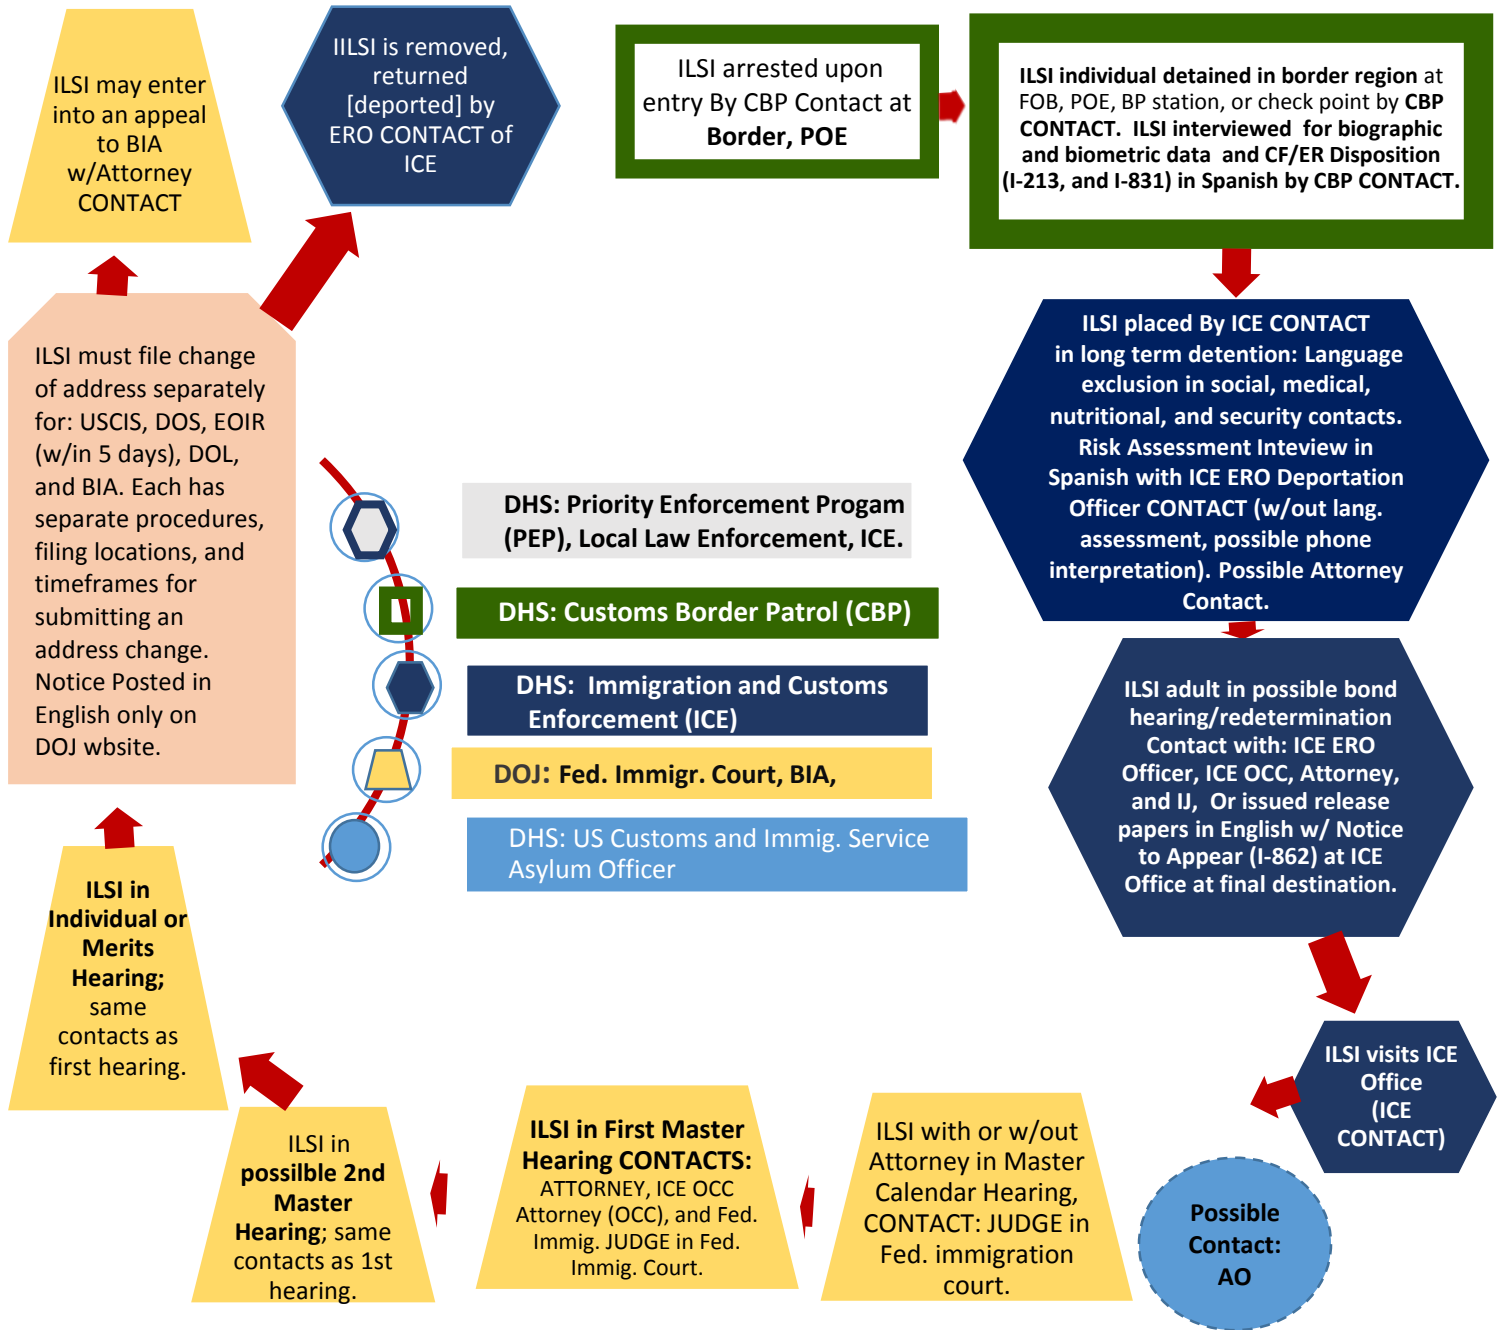 ILSI may enter
into an appeal
to BIA
w/Attorney
CONTACT
IILSI is removed,
returned
[deported] by
ERO CONTACT of
ICE
ILSI arrested upon
entry By CBP Contact at
Border, POE
ILSI individual detained in border region at
FOB, POE, BP station, or check point by CBP
CONTACT. ILSI interviewed for biographic
and biometric data and CF/ER Disposition
(I-213, and I-831) in Spanish by CBP CONTACT.
ILSI placed By ICE CONTACT
in long term detention: Language
exclusion in social, medical,
nutritional, and security contacts.
Risk Assessment Inteview in
Spanish with ICE ERO Deportation
Officer CONTACT (w/out lang.
assessment, possible phone
interpretation). Possible Attorney
Contact.
ILSI adult in possible bond
hearing/redetermination
Contact with: ICE ERO
Officer, ICE OCC, Attorney,
and IJ, Or issued release
papers in English w/ Notice
to Appear (I-862) at ICE
Office at final destination.
ILSI visits ICE
Office
(ICE
CONTACT)
Possible
Contact:
AO
ILSI with or w/out
Attorney in Master
Calendar Hearing,
CONTACT: JUDGE in
Fed. immigration
court.
ILSI in First Master
Hearing CONTACTS:
ATTORNEY, ICE OCC
Attorney (OCC), and Fed.
Immig. JUDGE in Fed.
Immig. Court.
ILSI in
possilble 2nd
Master
Hearing; same
contacts as 1st
hearing.
ILSI in
Individual or
Merits
Hearing;
same
contacts as
first hearing.
ILSI must file change
of address separately
for: USCIS, DOS, EOIR
(w/in 5 days), DOL,
and BIA. Each has
separate procedures,
filing locations, and
timeframes for
submitting an
address change.
Notice Posted in
English only on
DOJ wbsite.
DHS: Priority Enforcement Progam
(PEP), Local Law Enforcement, ICE.
DHS: Customs Border Patrol (CBP)
DHS: Immigration and Customs
Enforcement (ICE)
DOJ: Fed. Immigr. Court, BIA,
DHS: US Customs and Immig. Service
Asylum Officer